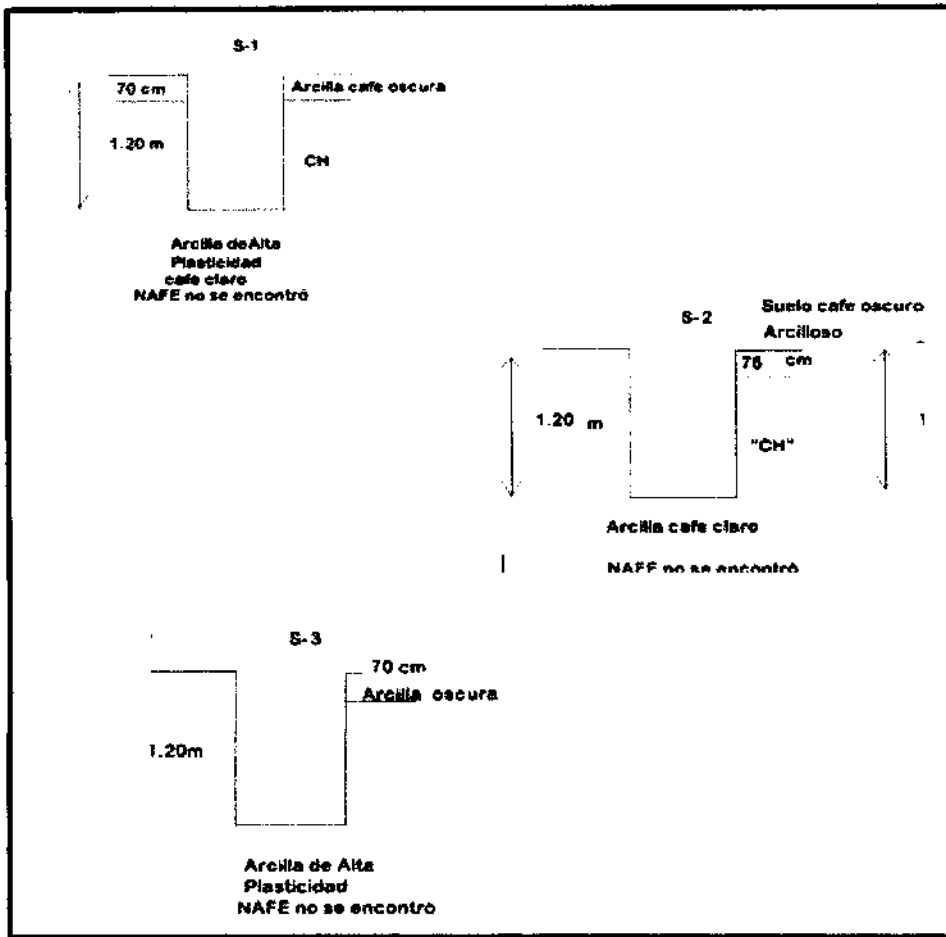 S-1
70 cm
Arcilla cafe oscura
1.20 m
CH
Arcilla de Alta
Plasticidad
cafe claro
NAFE no se encontró
S-2
Suelo cafe oscuro
Arcilloso
75 cm
1.20 m
1
"CH"
Arcilla cafe claro
NAFE no se encontró
S-3
70 cm
Arcilla oscura
1.20m
Arcilla de Alta
Plasticidad
NAFE no se encontro